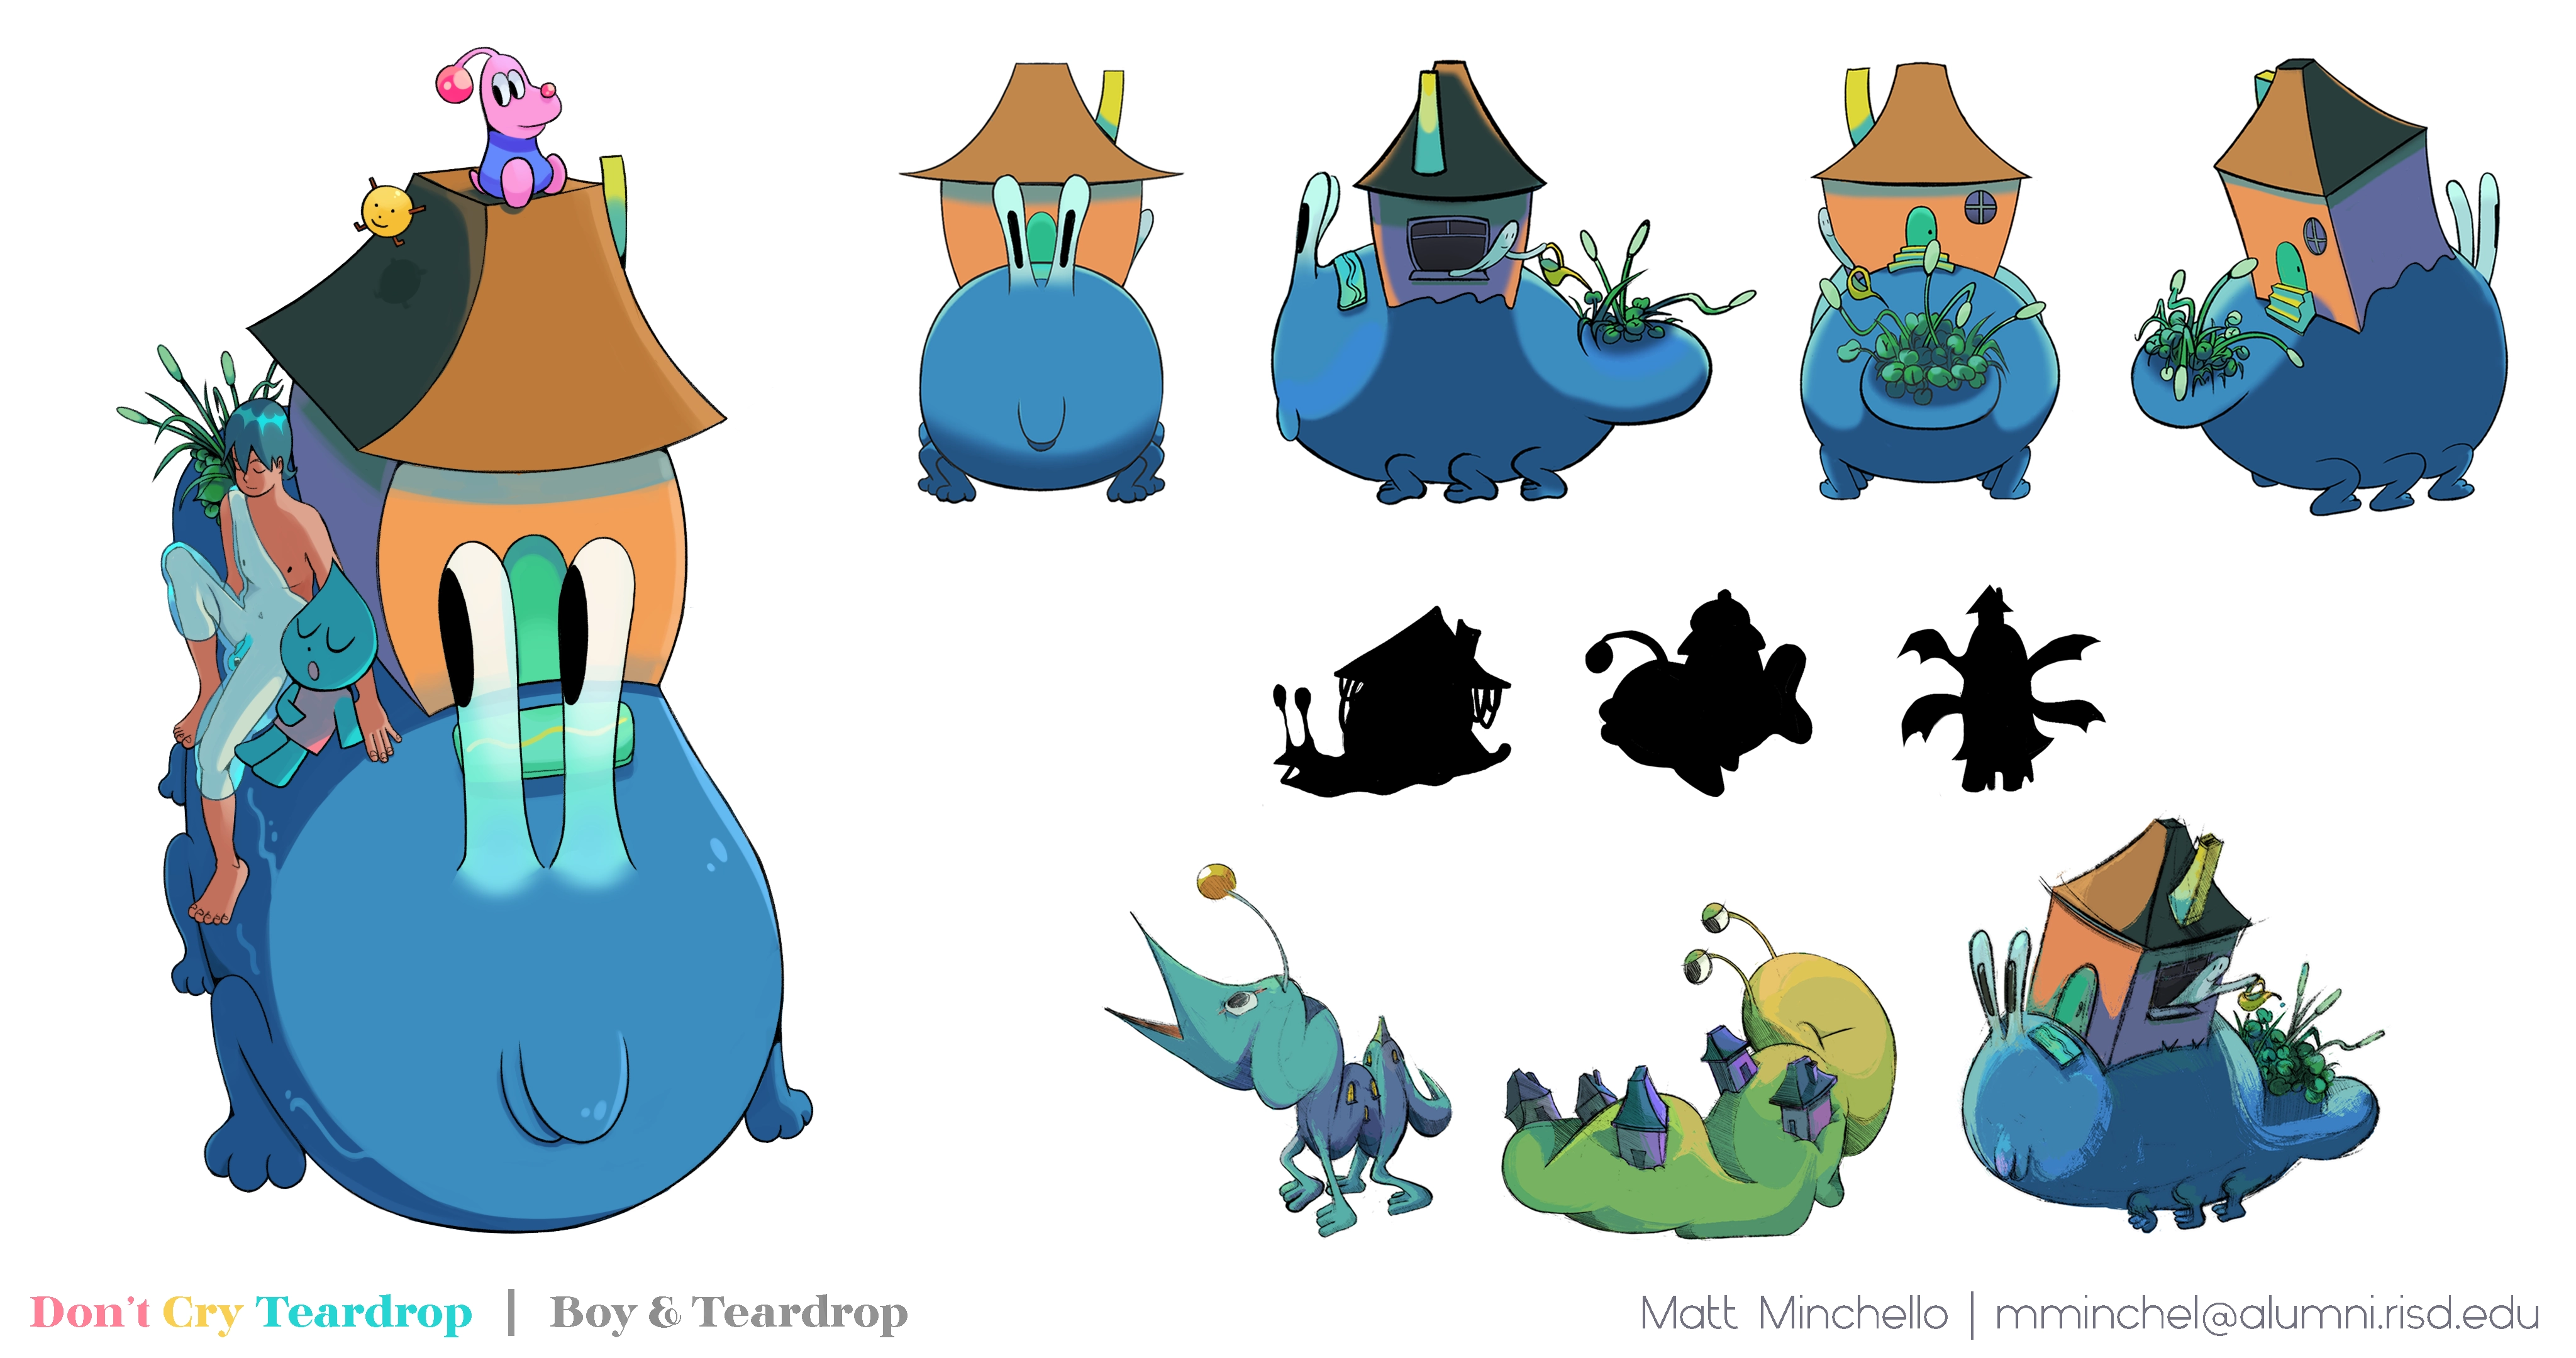 Don't Cry Teardrop | Boy & Teardrop
Matt Minchello | mminchel@alumni.risd.edu